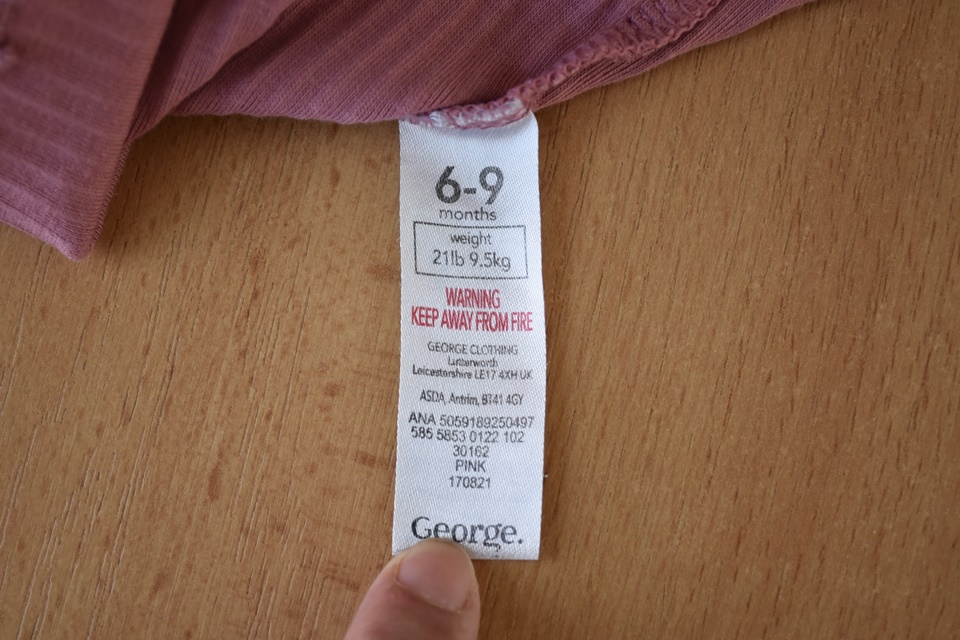 6-9
months
weight
21lb 9.5kg
WARNING
KEEP AWAY FROM FIRE
GEORGE CLOTHING
Lutterworth
Leicestershire LE17 4XH UK
ASDA, Antrim, BT41 4GY
ANA 5059189250497
585 5853 0122 102
30162
PINK
170821
George.